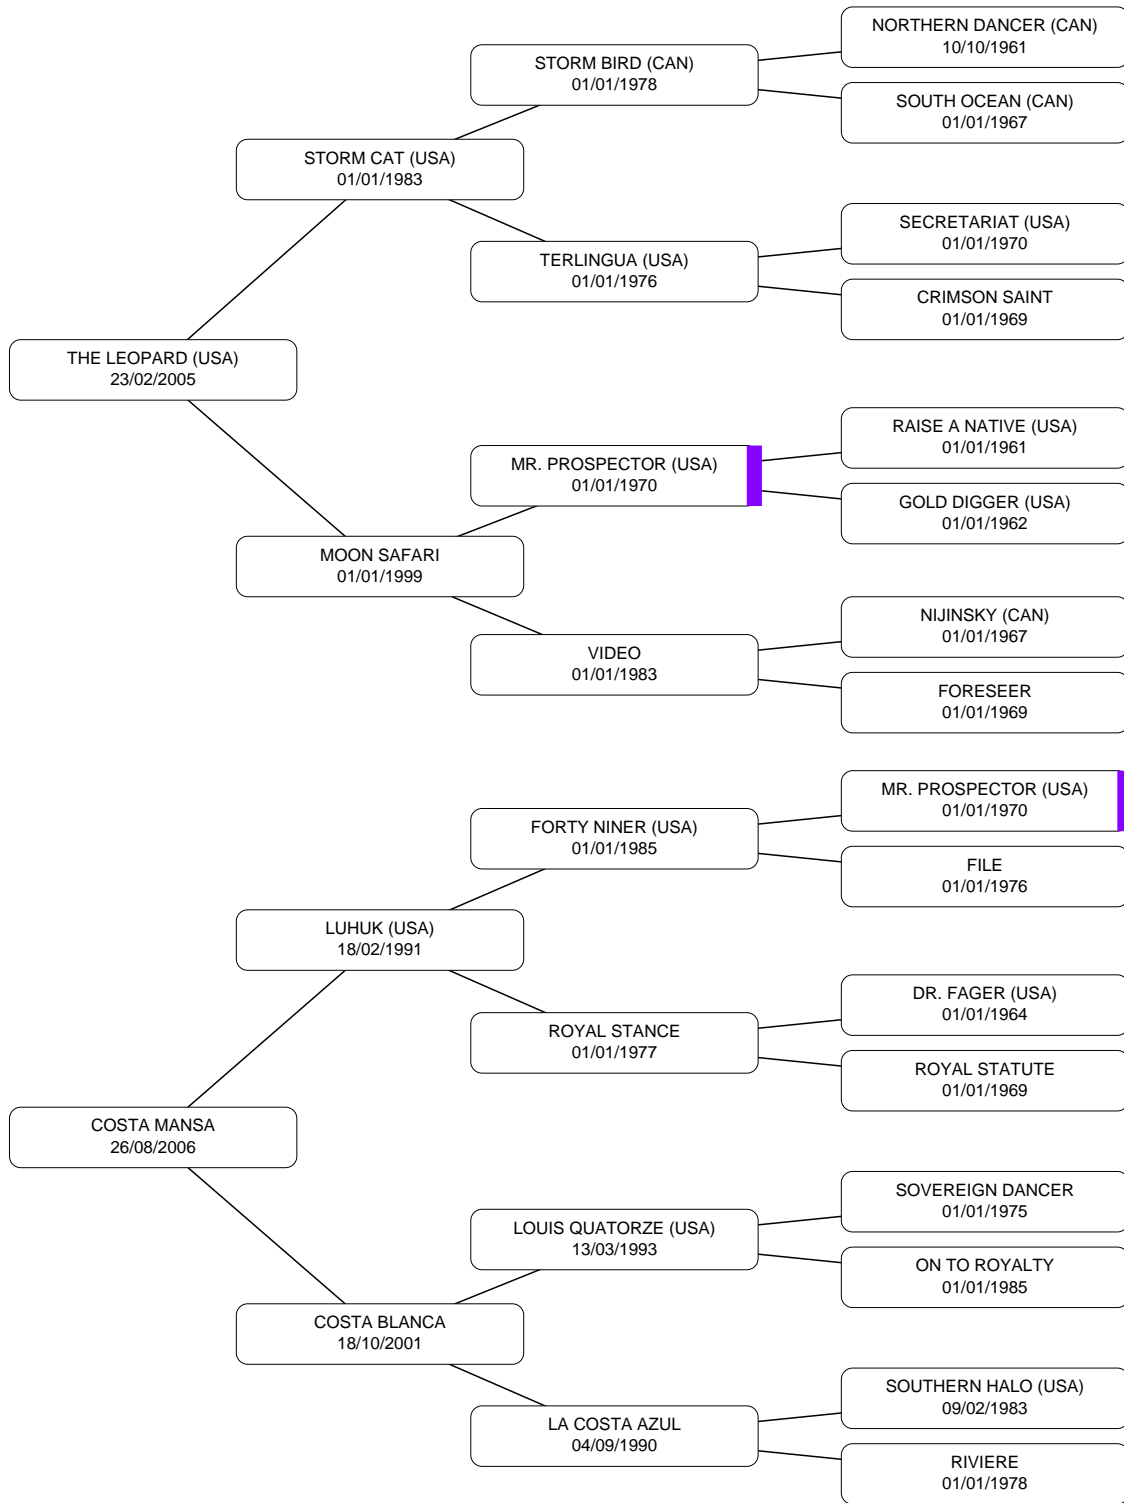 NORTHERN DANCER (CAN)
10/10/1961
STORM BIRD (CAN)
01/01/1978
SOUTH OCEAN (CAN)
01/01/1967
STORM CAT (USA)
01/01/1983
SECRETARIAT (USA)
01/01/1970
TERLINGUA (USA)
01/01/1976
CRIMSON SAINT
01/01/1969
THE LEOPARD (USA)
23/02/2005
RAISE A NATIVE (USA)
01/01/1961
MR. PROSPECTOR (USA)
01/01/1970
GOLD DIGGER (USA)
01/01/1962
MOON SAFARI
01/01/1999
NIJINSKY (CAN)
01/01/1967
VIDEO
01/01/1983
FORESEER
01/01/1969
MR. PROSPECTOR (USA)
01/01/1970
FORTY NINER (USA)
01/01/1985
FILE
01/01/1976
LUHUK (USA)
18/02/1991
DR. FAGER (USA)
01/01/1964
ROYAL STANCE
01/01/1977
ROYAL STATUTE
01/01/1969
COSTA MANSA
26/08/2006
SOVEREIGN DANCER
01/01/1975
LOUIS QUATORZE (USA)
13/03/1993
ON TO ROYALTY
01/01/1985
COSTA BLANCA
18/10/2001
SOUTHERN HALO (USA)
09/02/1983
LA COSTA AZUL
04/09/1990
RIVIERE
01/01/1978